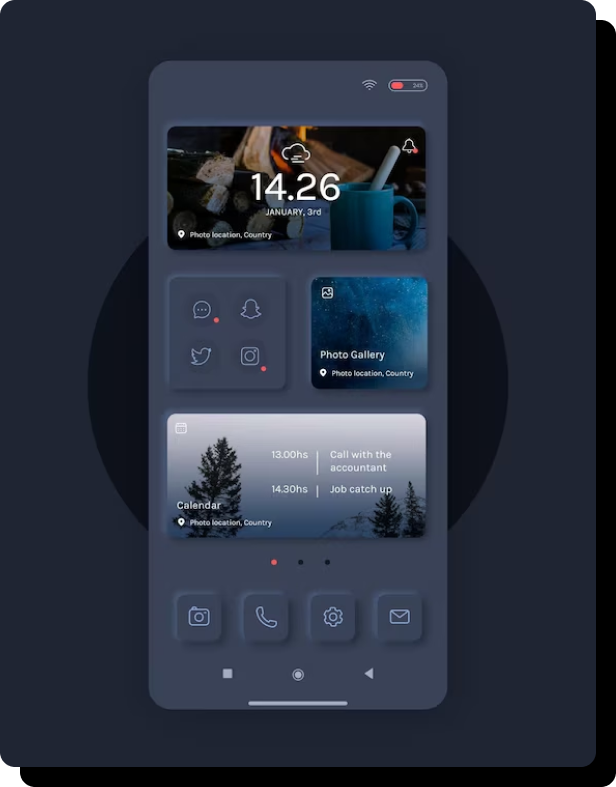 24%
14.26
JANUARY, 3rd
Photo location, Country
Photo Gallery
Photo location, Country
13.00hs
Call with the
accountant
14.30hs
Job catch up
Calendar
Photo location, Country